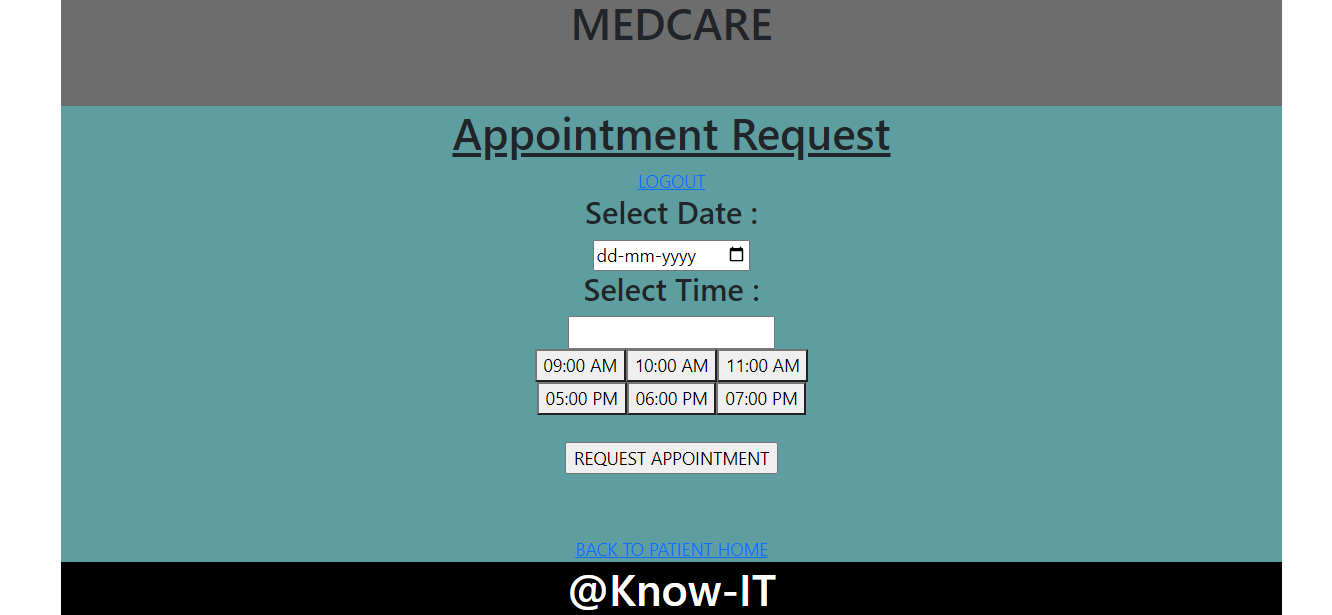 MEDCARE
Appointment Request
LOGOUT
Select Date :
dd-mm-yyyy
Select Time :
09:00 AM 10:00 AM 11:00 AM
05:00 PM 06:00 PM 07:00 PM
REQUEST APPOINTMENT
BACK TO PATIENT HOME
@Know-IT